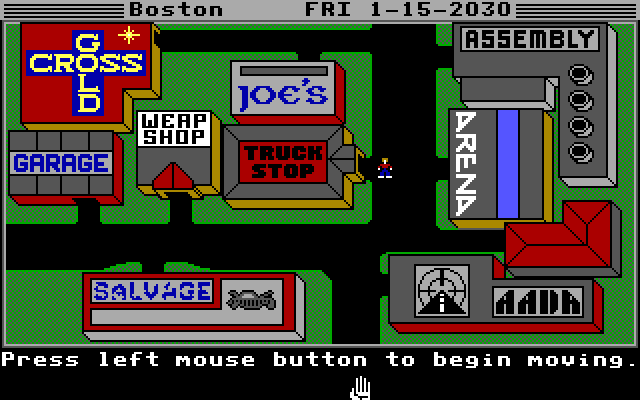 Boston FRI 1-15-2030
GOLD
CROSS
ASSEMBLY
JOE'S
WEAP
SHOP
ARENA
GARAGE
TRUCK
STOP
SALVAGE
AADA
Press left mouse button to begin moving.